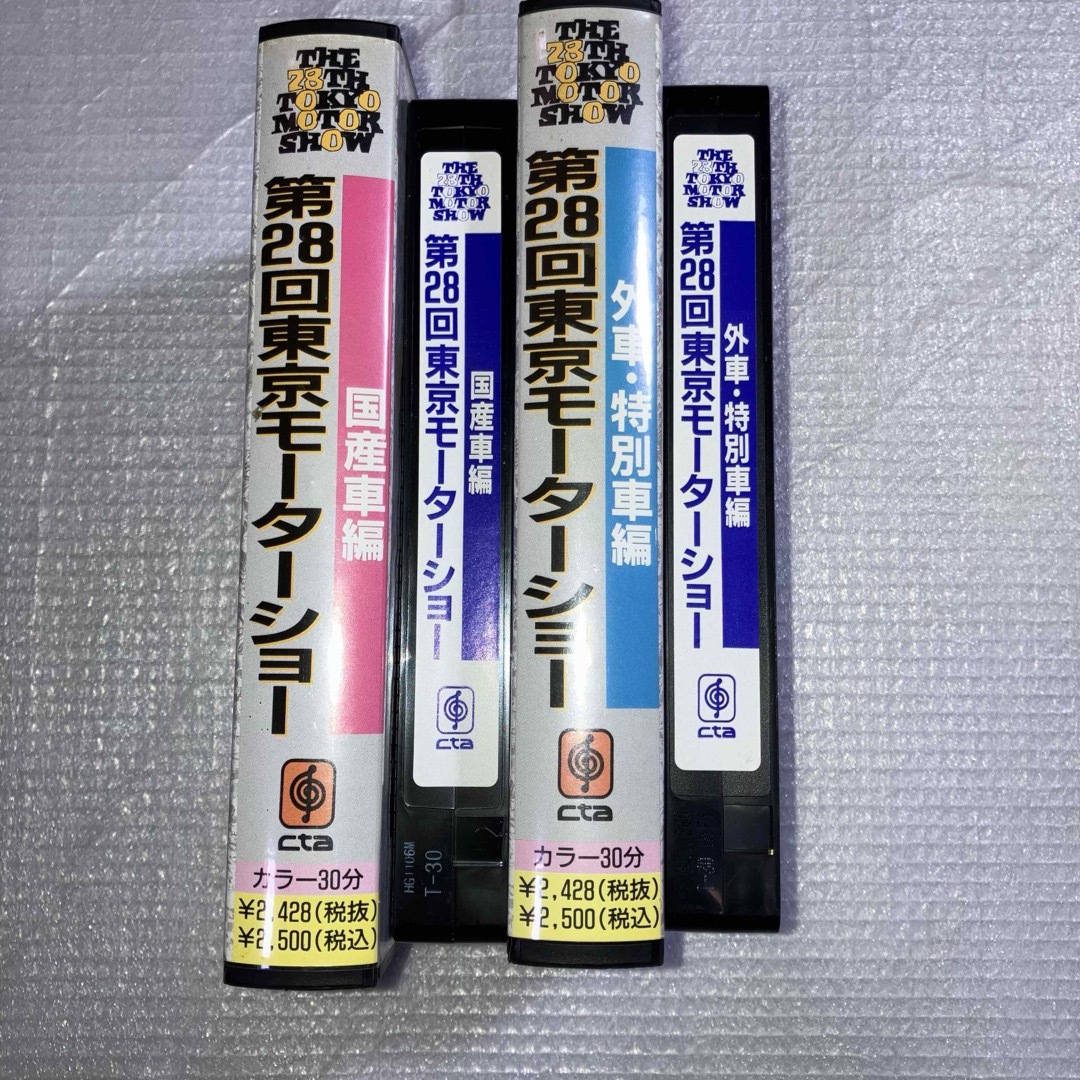 THE
28TH
TOKYO
MOTOR
SHOW
第28回東京モーターショー
国産車編
cta
カラー30分
¥2,428(税抜)
¥2,500(税込)
THE
28TH
TOKYO
MOTOR
SHOW
第28回東京モーターショー
国産車編
cta
HG1106M
T-30
THE
28TH
TOKYO
MOTOR
SHOW
第28回東京モーターショー
外車・特別車編
cta
カラー30分
¥2,428(税抜)
¥2,500(税込)
THE
28TH
TOKYO
MOTOR
SHOW
第28回東京モーターショー
外車・特別車編
cta